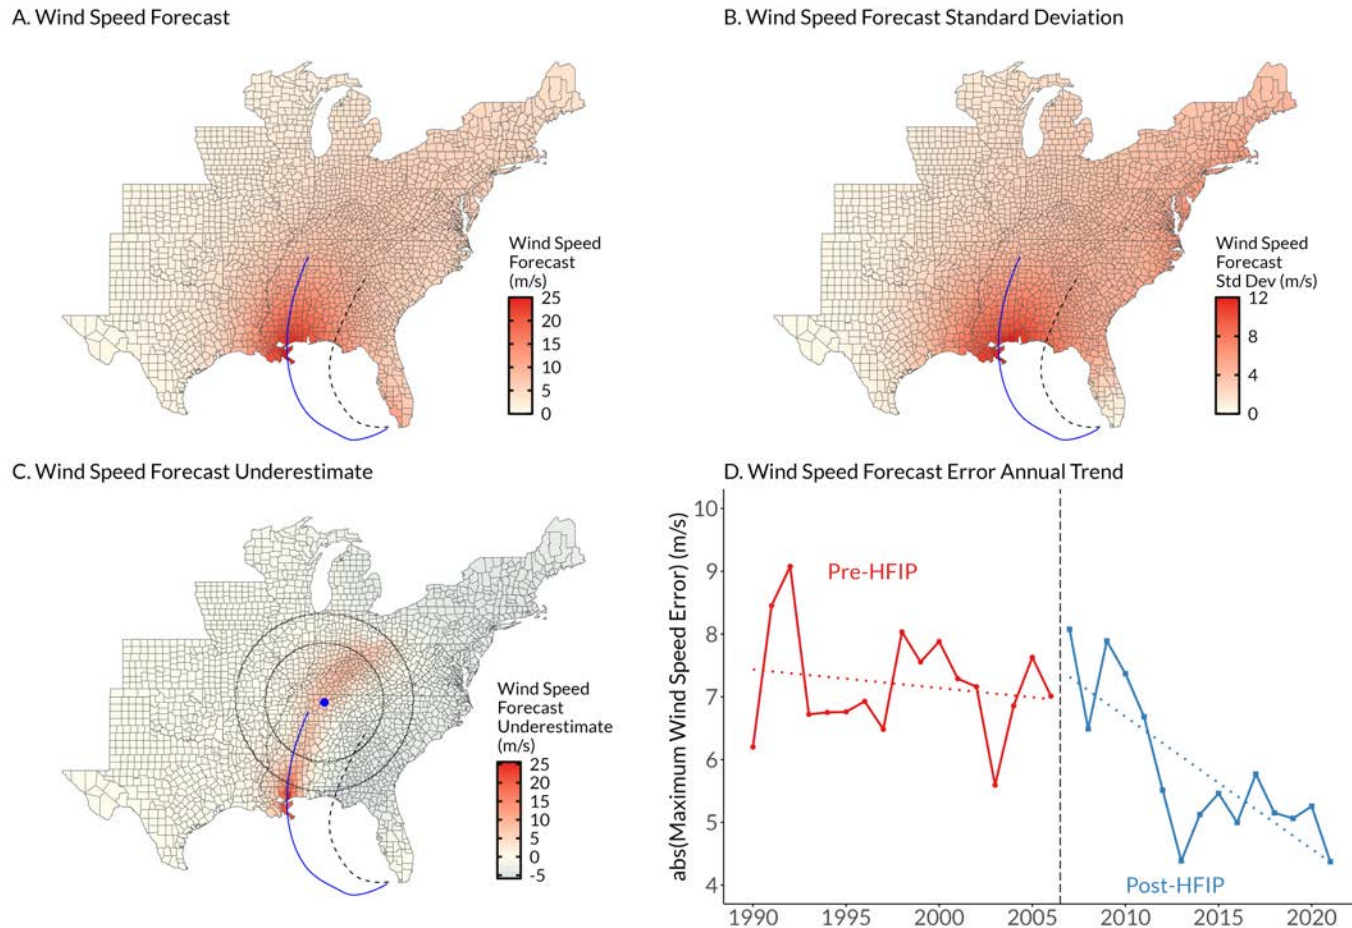 A. Wind Speed Forecast
B. Wind Speed Forecast Standard Deviation
Wind Speed
Forecast
(m/s)
25
20
15
10
5
0
Wind Speed
Forecast
Std Dev (m/s)
12
8
4
0
C. Wind Speed Forecast Underestimate
D. Wind Speed Forecast Error Annual Trend
Wind Speed
Forecast
Underestimate
(m/s)
25
20
15
10
5
0
-5
abs(Maximum Wind Speed Error) (m/s)
10
9
8
7
6
5
4
Pre-HFIP
Post-HFIP
1990 1995 2000 2005 2010 2015 2020